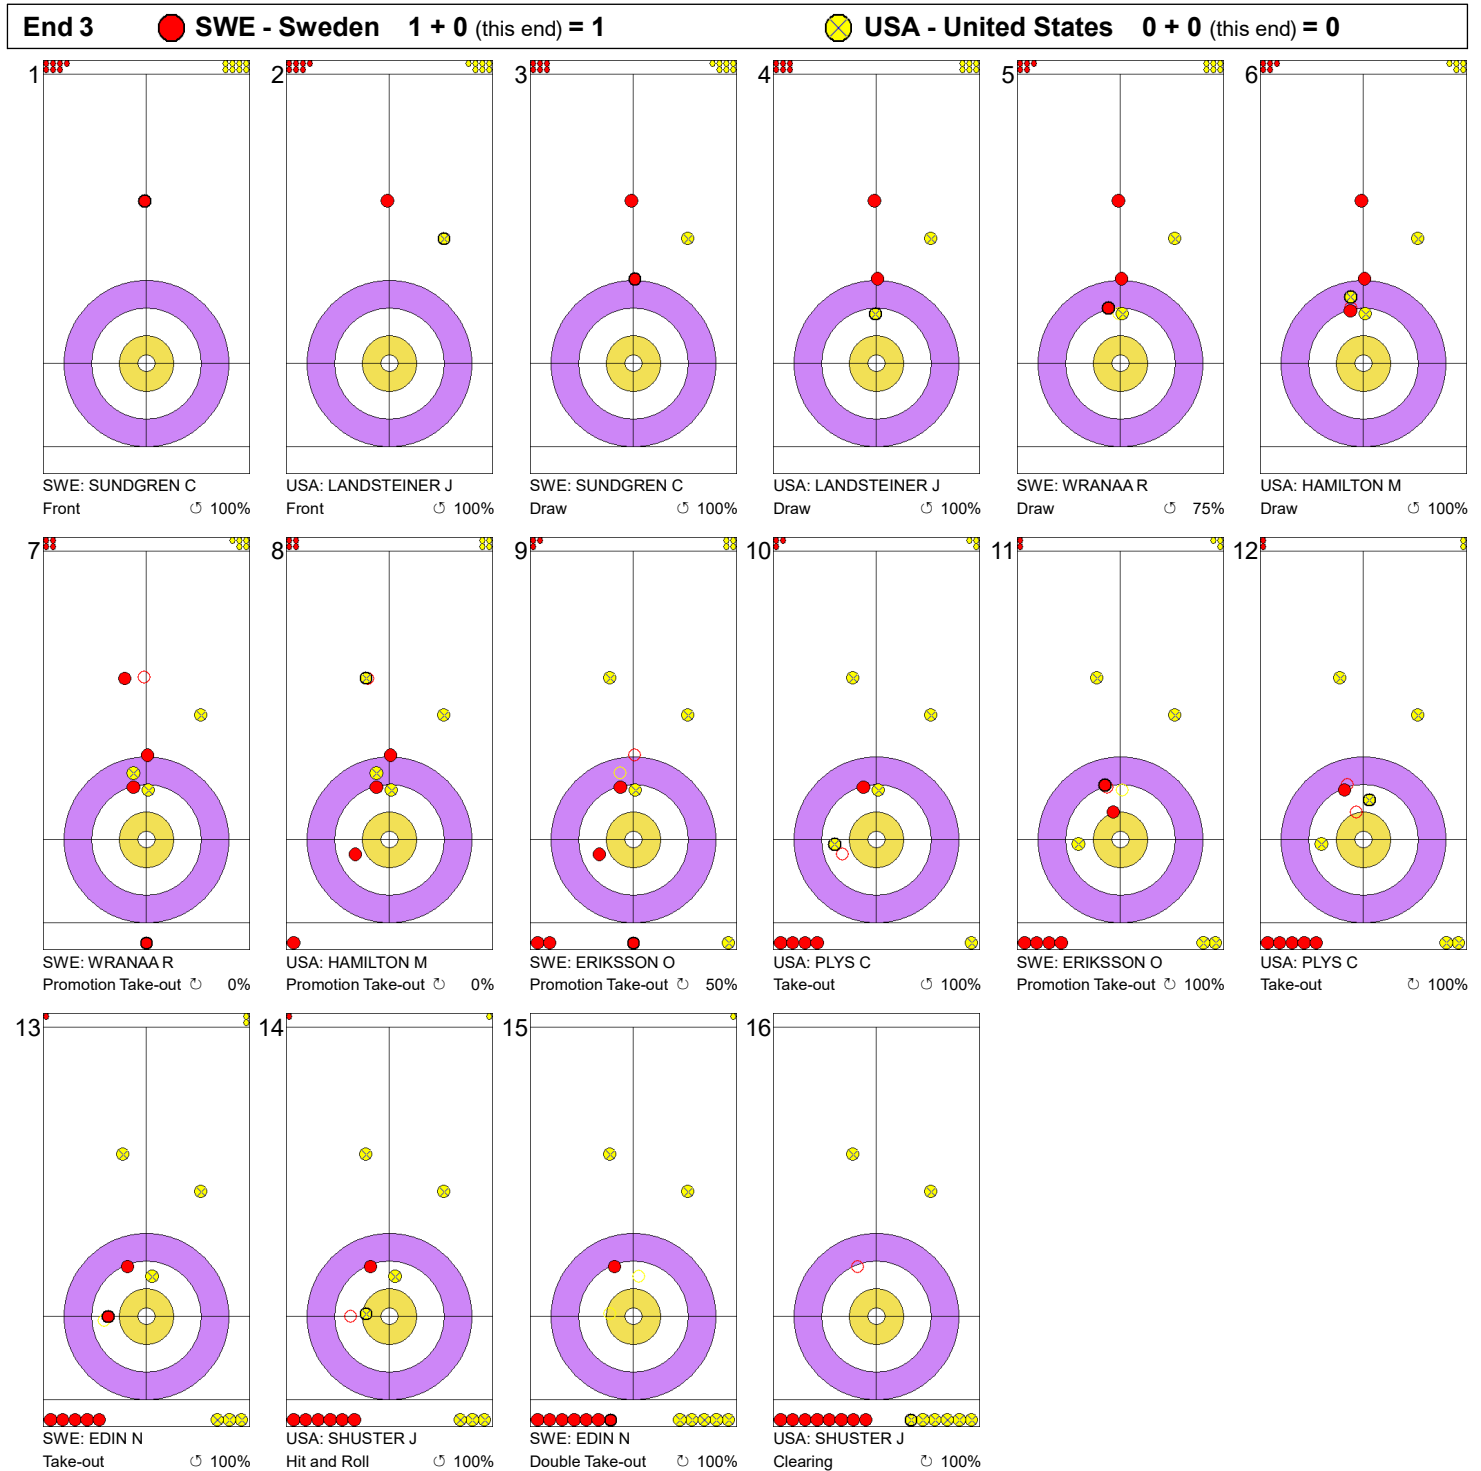 End 3 SWE - Sweden 1 + 0 (this end) = 1 USA - United States 0 + 0 (this end) = 0
1 2 3 4 5 6
SWE: SUNDGREN C USA: LANDSTEINER J SWE: SUNDGREN C USA: LANDSTEINER J SWE: WRANAA R USA: HAMILTON M
Front 100% Front 100% Draw 100% Draw 100% Draw 75% Draw 100%
7 8 9 10 11 12
SWE: WRANAA R USA: HAMILTON M SWE: ERIKSSON O USA: PLYS C SWE: ERIKSSON O USA: PLYS C
Promotion Take-out 0% Promotion Take-out 0% Promotion Take-out 50% Take-out 100% Promotion Take-out 100% Take-out 100%
13 14 15 16
SWE: EDIN N USA: SHUSTER J SWE: EDIN N USA: SHUSTER J
Take-out 100% Hit and Roll 100% Double Take-out 100% Clearing 100%